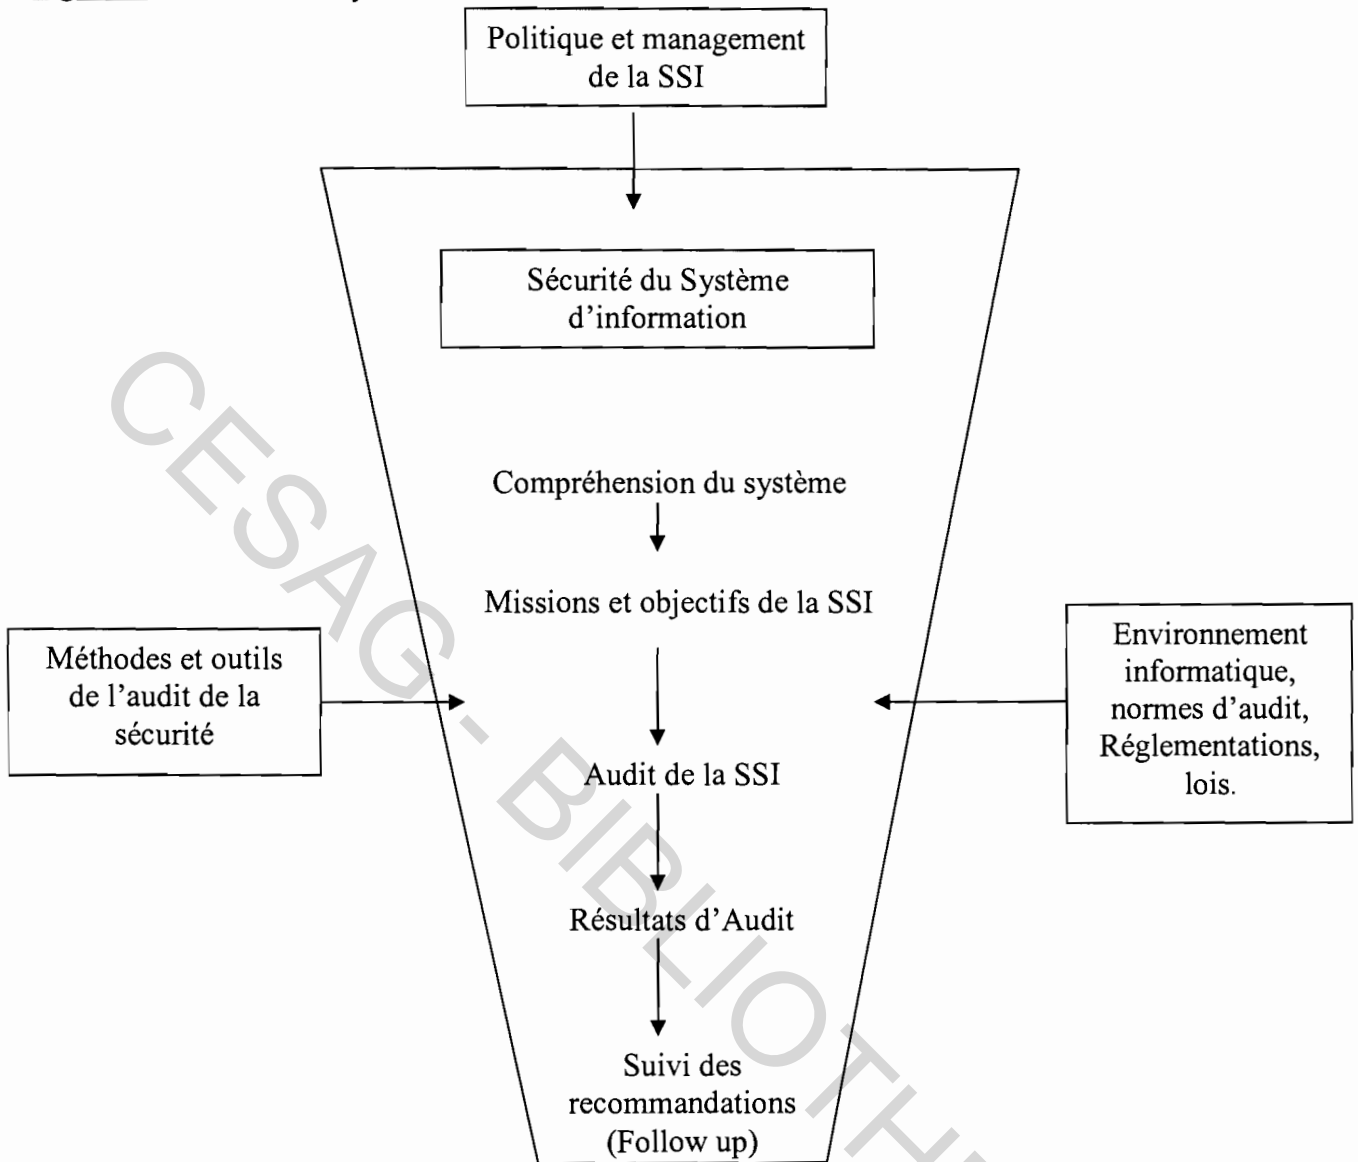 Politique et management
de la SSI
Sécurité du Système
d'information
Compréhension du système
Missions et objectifs de la SSI
Méthodes et outils
de l'audit de la
sécurité
Environnement
informatique,
normes d'audit,
Réglementations,
lois.
Audit de la SSI
Résultats d'Audit
Suivi des
recommandations
(Follow up)
CESAG - BIBLIOTH